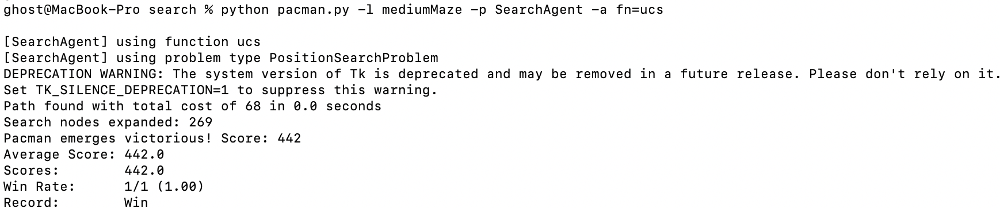 ghost@MacBook-Pro search % python pacman.py -l mediumMaze -p SearchAgent -a fn=ucs
[SearchAgent] using function ucs
[SearchAgent] using problem type PositionSearchProblem
DEPRECATION WARNING: The system version of Tk is deprecated and may be removed in a future release. Please don't rely on it.
Set TK_SILENCE_DEPRECATION=1 to suppress this warning.
Path found with total cost of 68 in 0.0 seconds
Search nodes expanded: 269
Pacman emerges victorious! Score: 442
Average Score: 442.0
Scores:        442.0
Win Rate:      1/1 (1.00)
Record:        Win